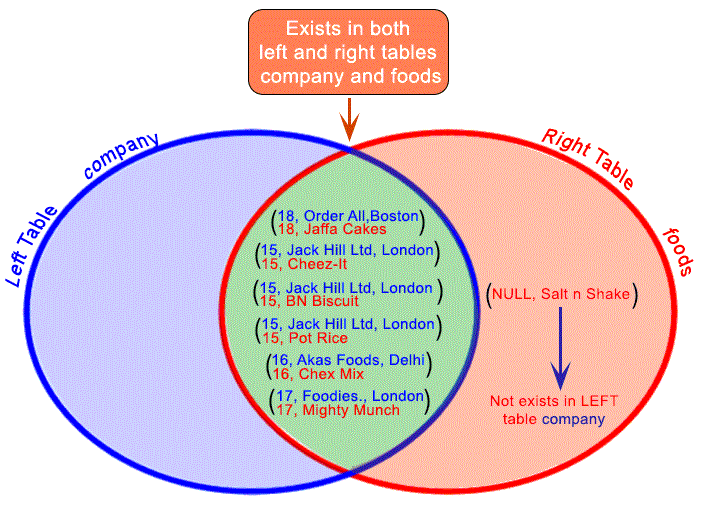 Exists in both
left and right tables
company and foods
Left Table
company
Right Table
foods
(18, Order All,Boston)
18, Jaffa Cakes
(15, Jack Hill Ltd, London)
15, Cheez-It
(15, Jack Hill Ltd, London)
15, BN Biscuit
(15, Jack Hill Ltd, London)
15, Pot Rice
(16, Akas Foods, Delhi)
16, Chex Mix
(17, Foodies., London)
17, Mighty Munch
(NULL, Salt n Shake)
Not exists in LEFT
table company